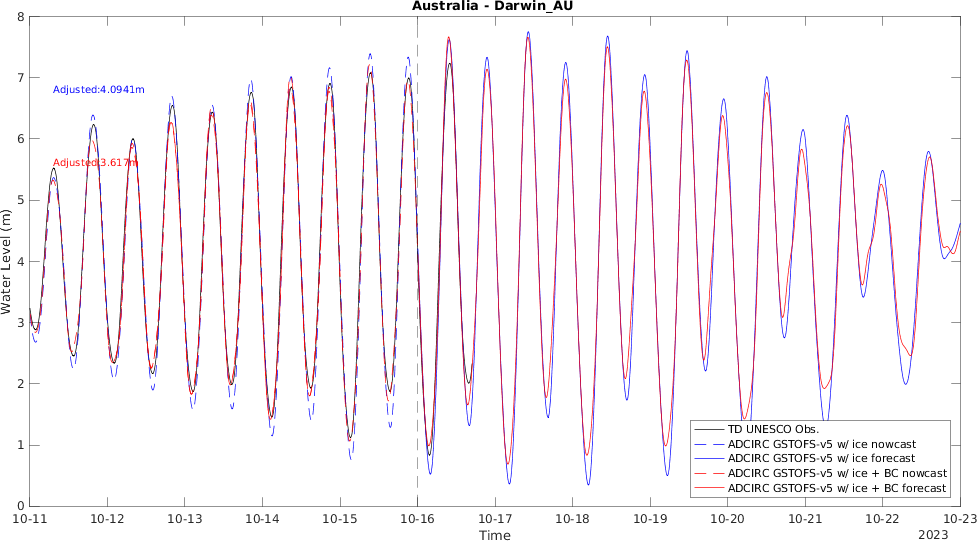 Australia - Darwin_AU
8
7
6
5
4
3
2
1
0
Water Level (m)
Adjusted:4.0941m
Adjusted:3.617m
TD UNESCO Obs.
ADCIRC GSTOFS-v5 w/ ice nowcast
ADCIRC GSTOFS-v5 w/ ice forecast
ADCIRC GSTOFS-v5 w/ ice + BC nowcast
ADCIRC GSTOFS-v5 w/ ice + BC forecast
10-11 10-12 10-13 10-14 10-15 10-16 10-17 10-18 10-19 10-20 10-21 10-22 10-23
Time
2023